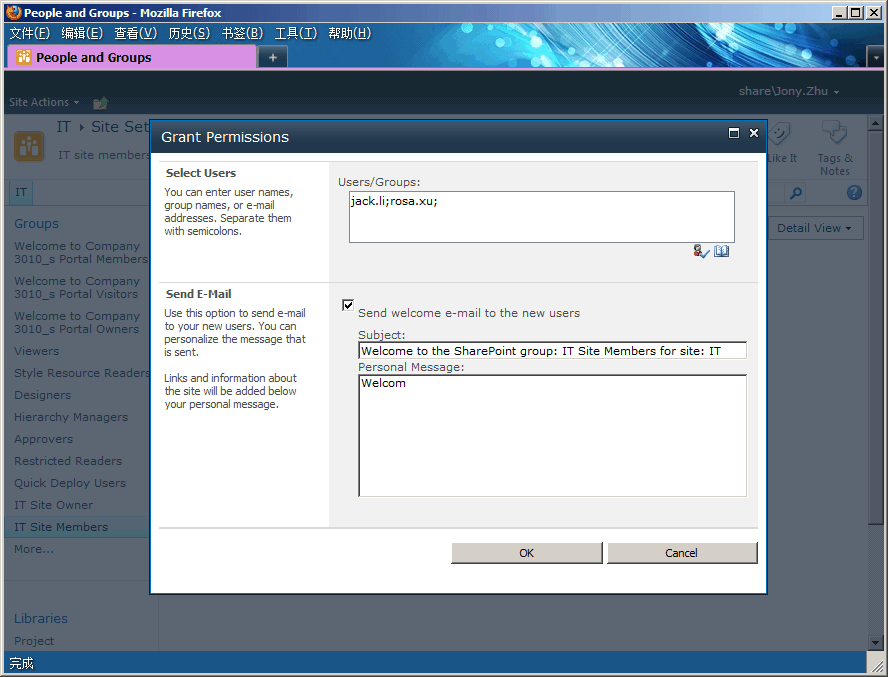 People and Groups - Mozilla Firefox
文件(F) 编辑(E) 查看(V) 历史(S) 书签(B) 工具(T) 帮助(H)
People and Groups
+
share\Jony.Zhu
Site Actions
IT Site Set
IT site members
Like It
Tags &
Notes
IT
Detail View
Groups
Welcome to Company
3010_s Portal Members
Welcome to Company
3010_s Portal Visitors
Welcome to Company
3010_s Portal Owners
Viewers
Style Resource Readers
Designers
Hierarchy Managers
Approvers
Restricted Readers
Quick Deploy Users
IT Site Owner
IT Site Members
More...
Libraries
Project
Grant Permissions
Select Users
You can enter user names,
group names, or e-mail
addresses. Separate them
with semicolons.
Users/Groups:
jack.li;rosa.xu;
Send E-Mail
Use this option to send e-mail
to your new users. You can
personalize the message that
is sent.
Links and information about
the site will be added below
your personal message.
Send welcome e-mail to the new users
Subject:
Welcome to the SharePoint group: IT Site Members for site: IT
Personal Message:
Welcom
OK
Cancel
完成